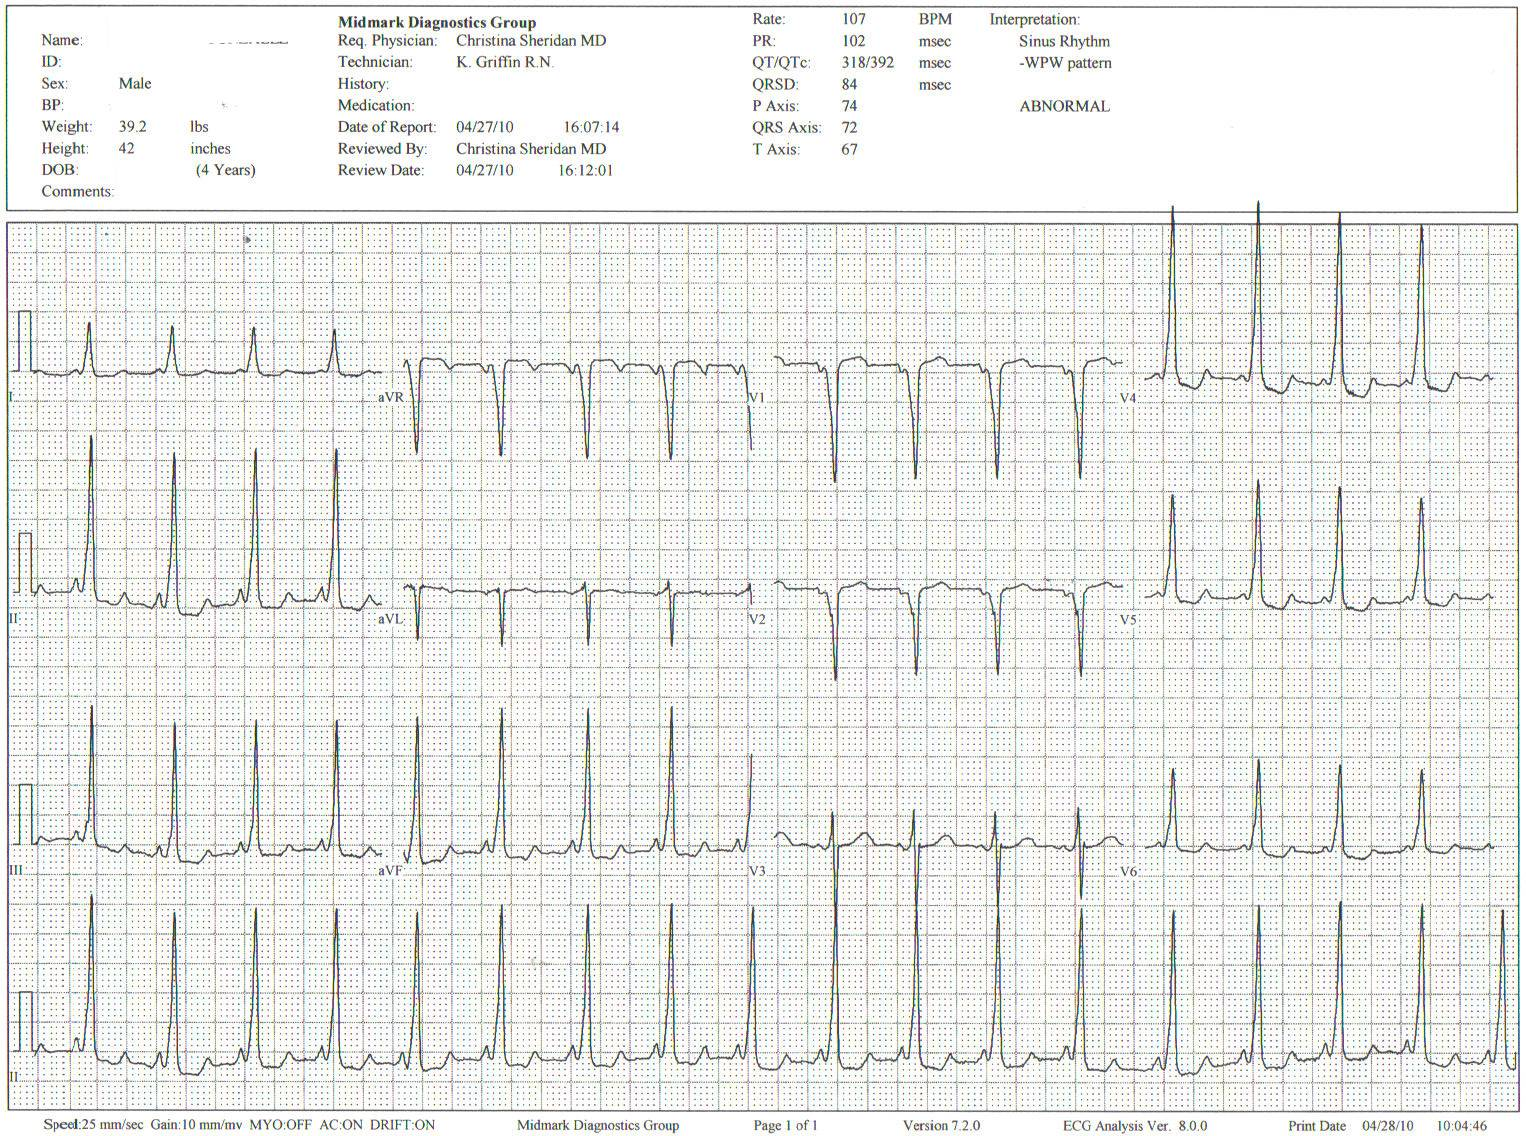 Midmark Diagnostics Group
Name:
Req. Physician: Christina Sheridan MD
ID:
Technician: K. Griffin R.N.
Sex: Male
History:
BP:
Medication:
Weight: 39.2 lbs
Date of Report: 04/27/10 16:07:14
Height: 42 inches
Reviewed By: Christina Sheridan MD
DOB: (4 Years)
Review Date: 04/27/10 16:12:01
Comments:
Rate: 107 BPM
PR: 102 msec
QT/QTc: 318/392 msec
QRSD: 84 msec
P Axis: 74
QRS Axis: 72
T Axis: 67
Interpretation:
Sinus Rhythm
-WPW pattern
ABNORMAL
I aVR V1 V4
II aVL V2 V5
III aVF V3 V6
II
Speed:25 mm/sec Gain:10 mm/mv MYO:OFF AC:ON DRIFT:ON Midmark Diagnostics Group Page 1 of 1 Version 7.2.0 ECG Analysis Ver. 8.0.0 Print Date 04/28/10 10:04:46